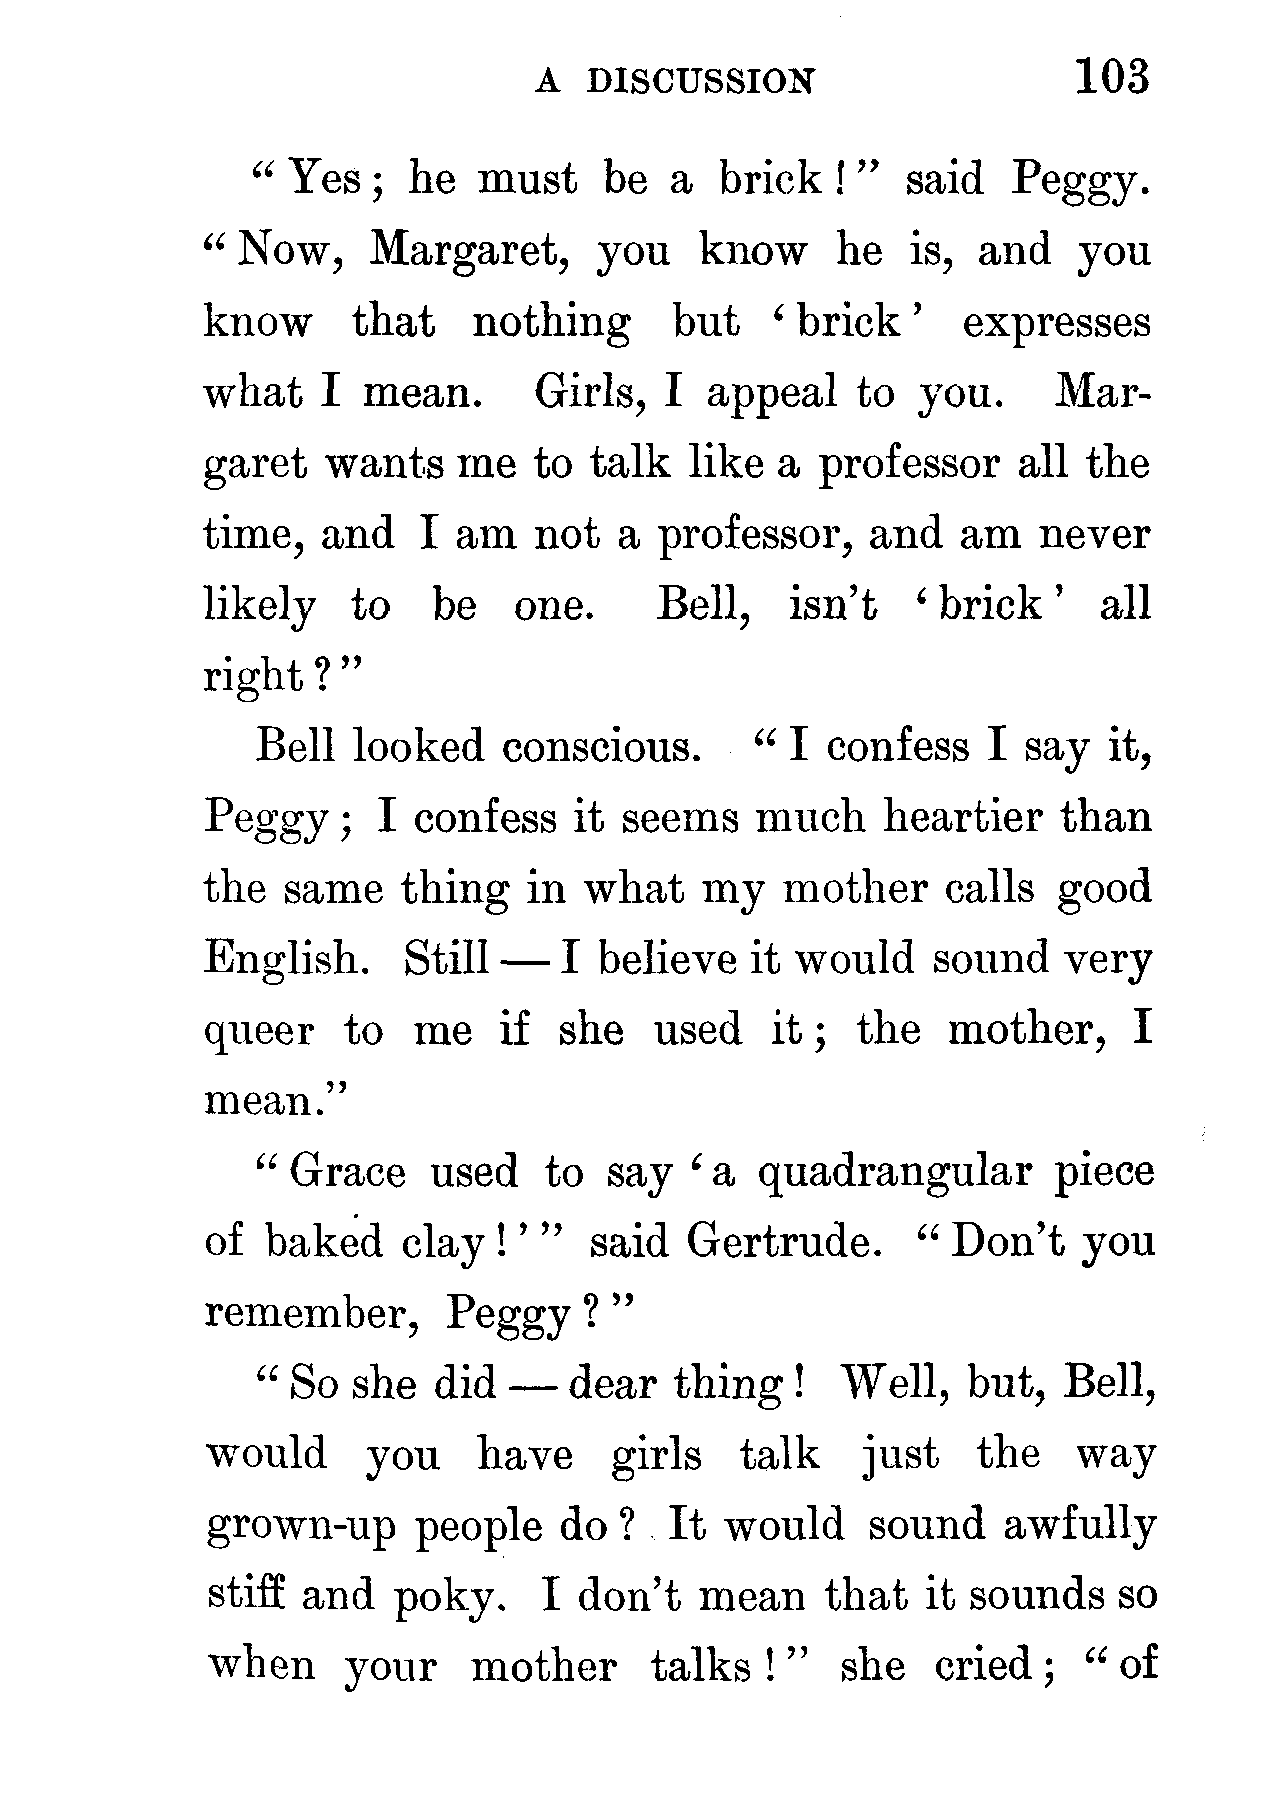 A DISCUSSION 103
“ Yes ; he must be a brick ! ” said Peggy.
“ Now, Margaret, you know he is, and you
know that nothing but ‘ brick ’ expresses
what I mean. Girls, I appeal to you. Mar-
garet wants me to talk like a professor all the
time, and I am not a professor, and am never
likely to be one. Bell, isn’t ‘ brick ’ all
right ? ”
Bell looked conscious. “ I confess I say it,
Peggy ; I confess it seems much heartier than
the same thing in what my mother calls good
English. Still — I believe it would sound very
queer to me if she used it ; the mother, I
mean.”
“ Grace used to say ‘ a quadrangular piece
of baked clay ! ’ ” said Gertrude. “ Don’t you
remember, Peggy ? ”
“ So she did — dear thing ! Well, but, Bell,
would you have girls talk just the way
grown-up people do ? It would sound awfully
stiff and poky. I don’t mean that it sounds so
when your mother talks ! ” she cried ; “ of